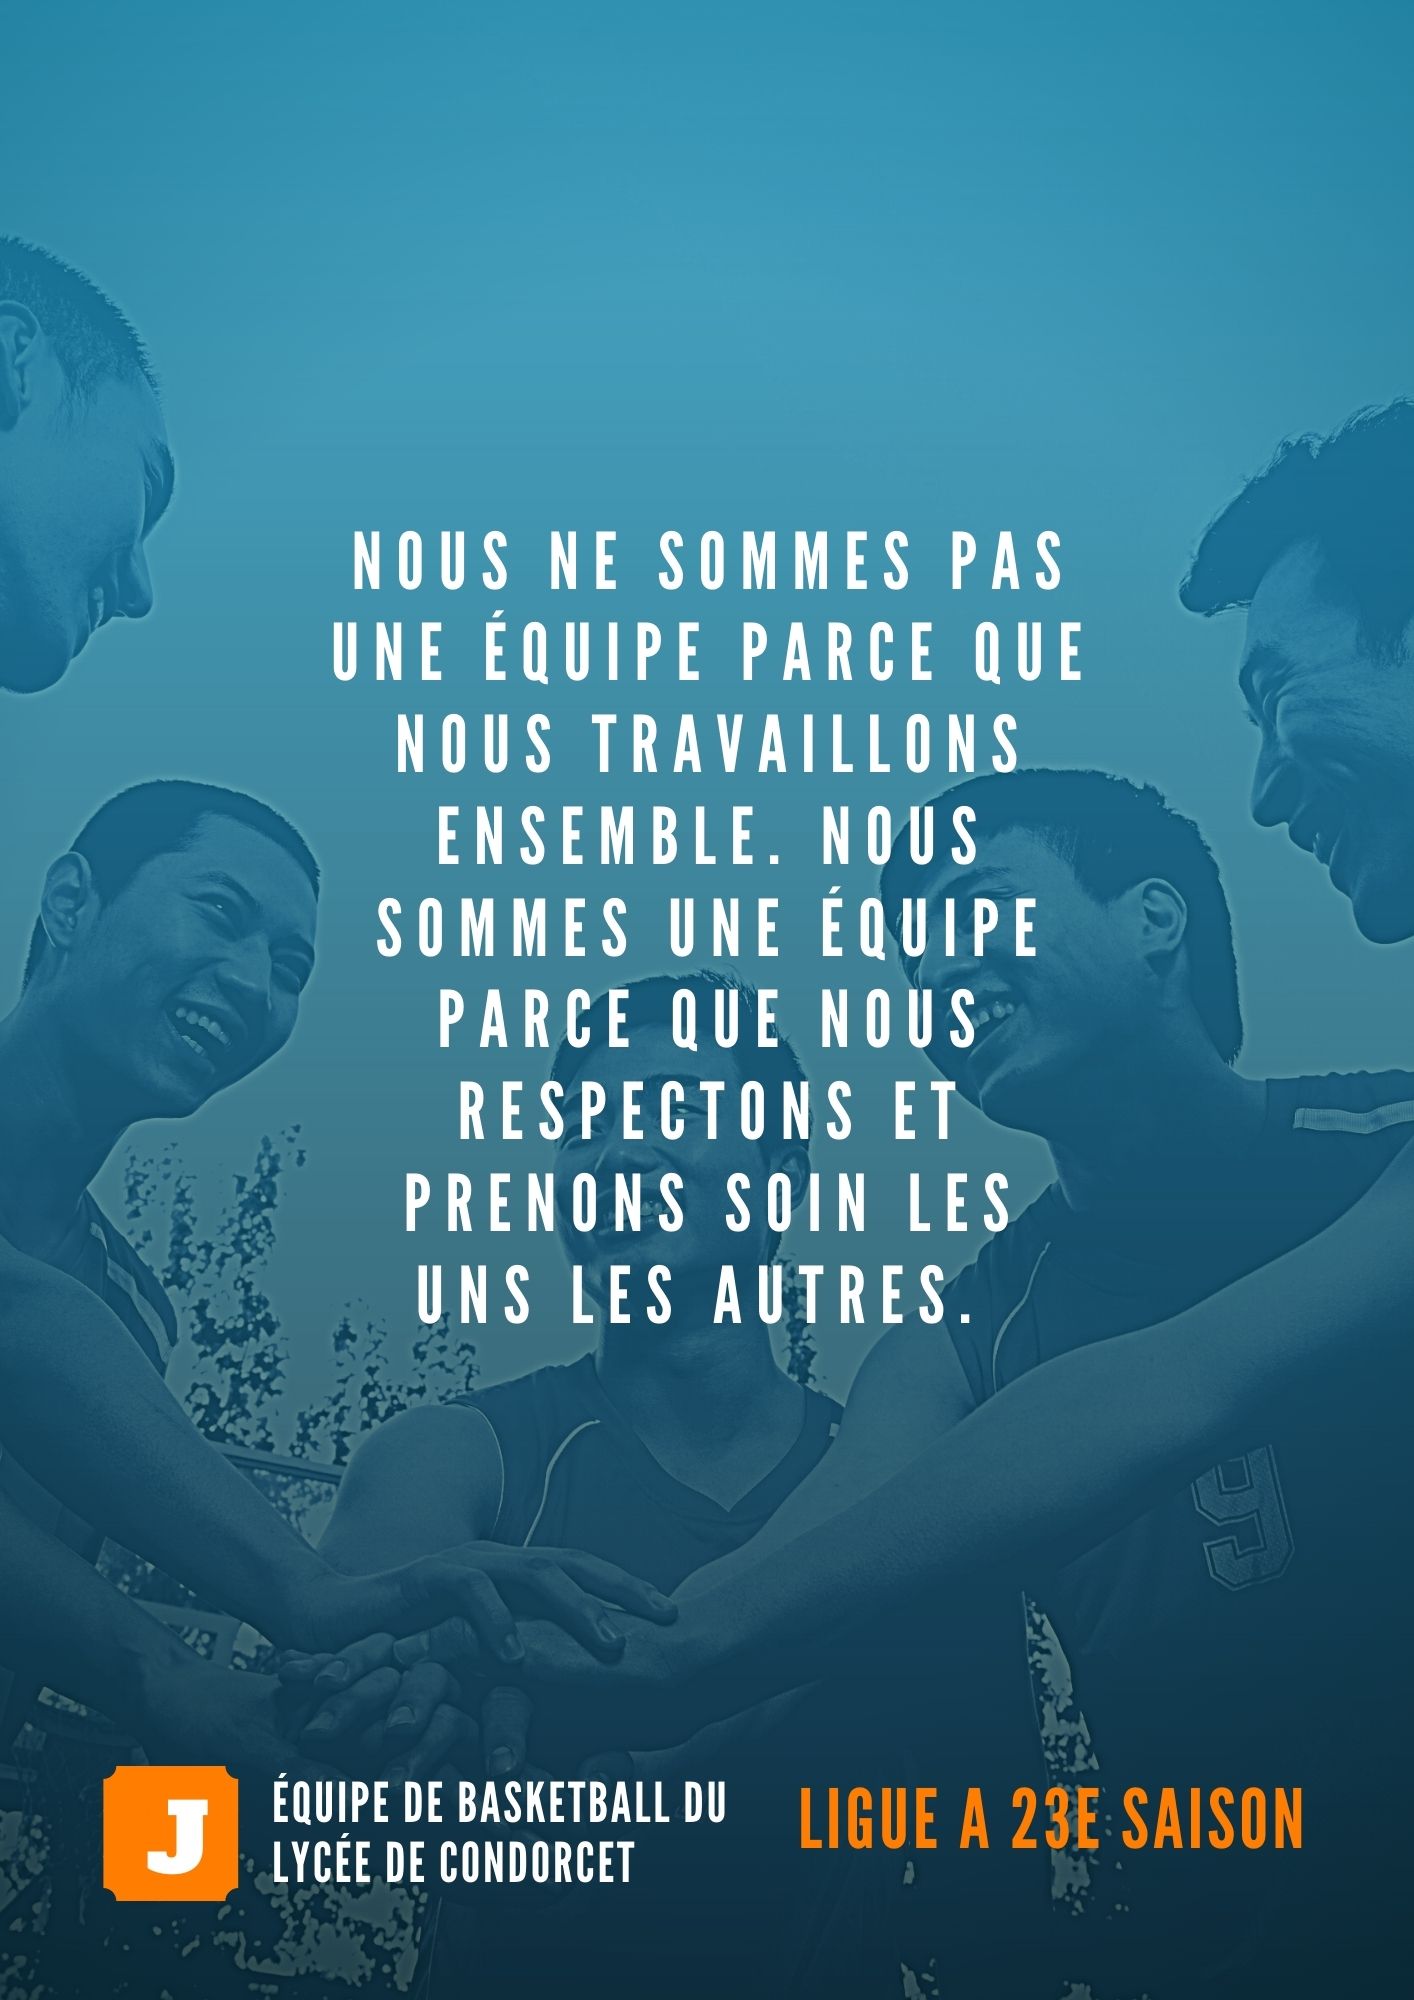 NOUS NE SOMMES PAS
UNE ÉQUIPE PARCE QUE
NOUS TRAVAILLONS
ENSEMBLE. NOUS
SOMMES UNE ÉQUIPE
PARCE QUE NOUS
RESPECTONS ET
PRENONS SOIN LES
UNS LES AUTRES.
9
J
ÉQUIPE DE BASKETBALL DU
LYCÉE DE CONDORCET
LIGUE A 23E SAISON